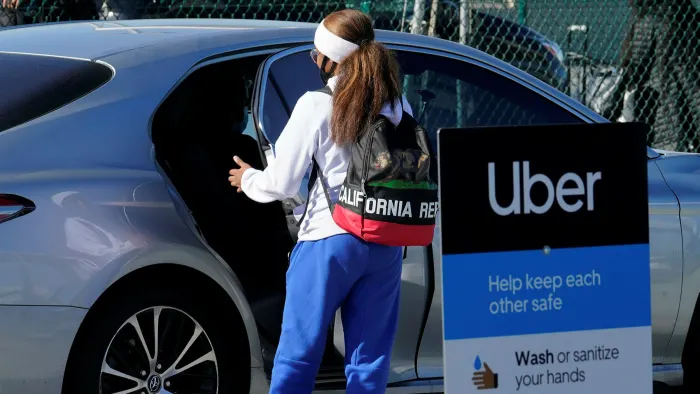 CALIFORNIA REP
Uber
Help keep each
other safe
Wash or sanitize
your hands